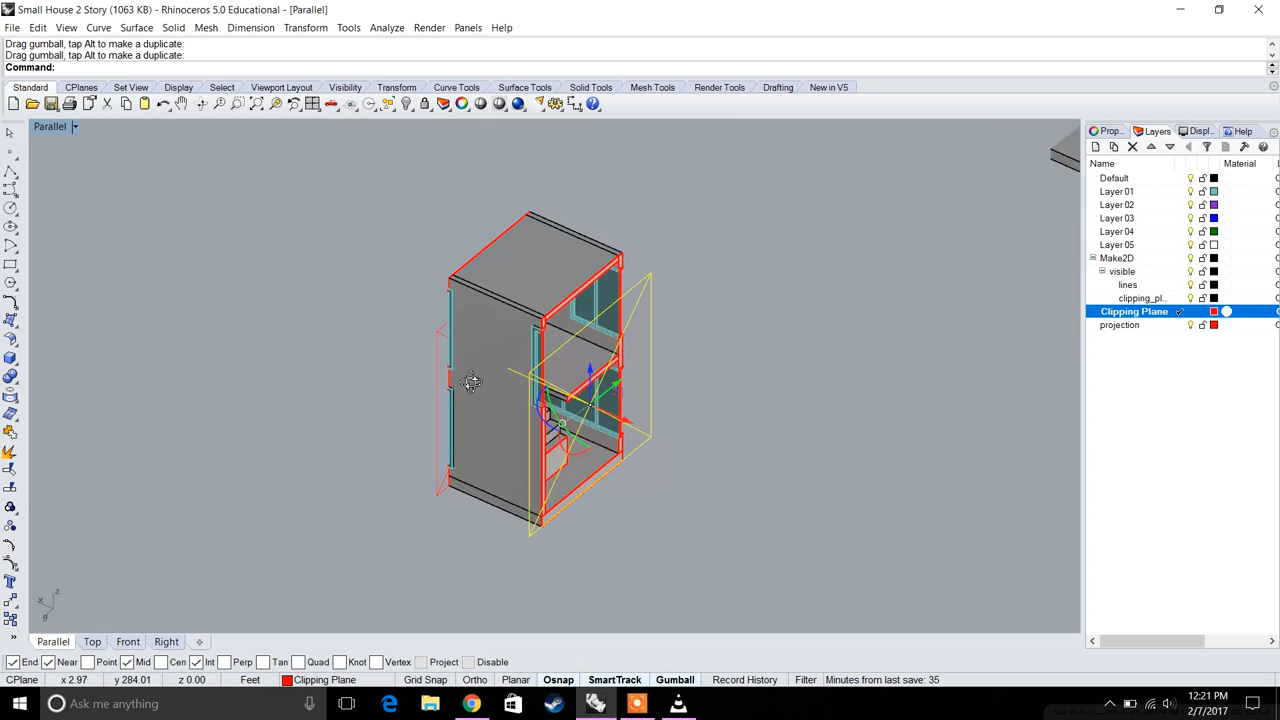 Small House 2 Story (1063 KB) - Rhinoceros 5.0 Educational - [Parallel]
File Edit View Curve Surface Solid Mesh Dimension Transform Tools Analyze Render Panels Help
Drag gumball, tap Alt to make a duplicate:
Drag gumball, tap Alt to make a duplicate:
Command:
Standard CPlanes Set View Display Select Viewport Layout Visibility Transform Curve Tools Surface Tools Solid Tools Mesh Tools Render Tools Drafting New in V5
Parallel
Prop... Layers Displ... Help
Name Material
Default
Layer 01
Layer 02
Layer 03
Layer 04
Layer 05
Make2D
visible
lines
clipping_pl...
Clipping Plane
projection
z
x
y
Parallel Top Front Right
End Near Point Mid Cen Int Perp Tan Quad Knot Vertex Project Disable
CPlane x 2.97 y 284.01 z 0.00 Feet Clipping Plane Grid Snap Ortho Planar Osnap SmartTrack Gumball Record History Filter Minutes from last save: 35
Ask me anything
12:21 PM
2/7/2017